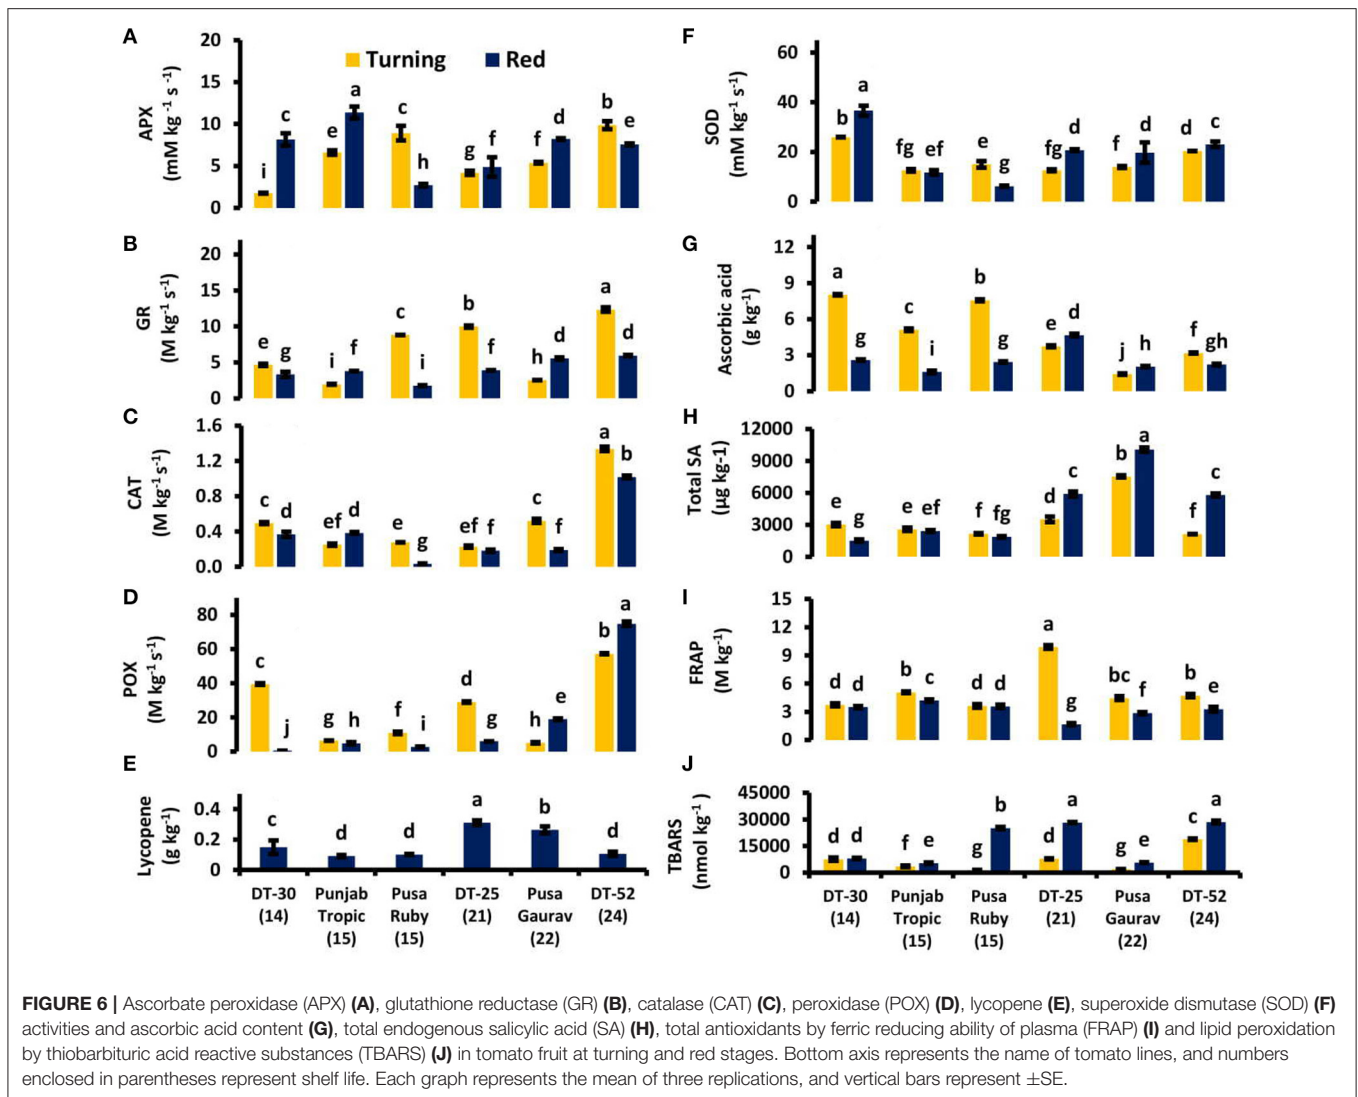 A
20
15
10
5
0
APX
(mM kg⁻¹ s⁻¹)
Turning Red
i c e a c h g f f d b e
B
20
15
10
5
0
GR
(M kg⁻¹ s⁻¹)
e g i f c i b f h d a d
C
1.6
1.2
0.8
0.4
0.0
CAT
(M kg⁻¹ s⁻¹)
c d ef d e g ef f c f a b
D
80
60
40
20
0
POX
(M kg⁻¹ s⁻¹)
c j g h f i d g h e b a
E
0.4
0.2
0
Lycopene
(g kg⁻¹)
c d d a b d
DT-30 Punjab Pusa DT-25 Pusa DT-52
(14) Tropic Ruby (21) Gaurav (24)
(15) (15) (22)
F
60
40
20
0
SOD
(mM kg⁻¹ s⁻¹)
b a fg ef e g fg d f d d c
G
12
9
6
3
0
Ascorbic acid
(g kg⁻¹)
a g c i b g e d j h f gh
H
12000
9000
6000
3000
0
Total SA
(µg kg-1)
e g e ef f fg d c b a f c
I
15
12
9
6
3
0
FRAP
(M kg⁻¹)
d d b c d d a g bc f b e
J
45000
30000
15000
0
TBARS
(nmol kg⁻¹ )
d d f e g b d a g e c a
DT-30 Punjab Pusa DT-25 Pusa DT-52
(14) Tropic Ruby (21) Gaurav (24)
(15) (15) (22)
FIGURE 6 | Ascorbate peroxidase (APX) (A), glutathione reductase (GR) (B), catalase (CAT) (C), peroxidase (POX) (D), lycopene (E), superoxide dismutase (SOD) (F)
activities and ascorbic acid content (G), total endogenous salicylic acid (SA) (H), total antioxidants by ferric reducing ability of plasma (FRAP) (I) and lipid peroxidation
by thiobarbituric acid reactive substances (TBARS) (J) in tomato fruit at turning and red stages. Bottom axis represents the name of tomato lines, and numbers
enclosed in parentheses represent shelf life. Each graph represents the mean of three replications, and vertical bars represent ±SE.